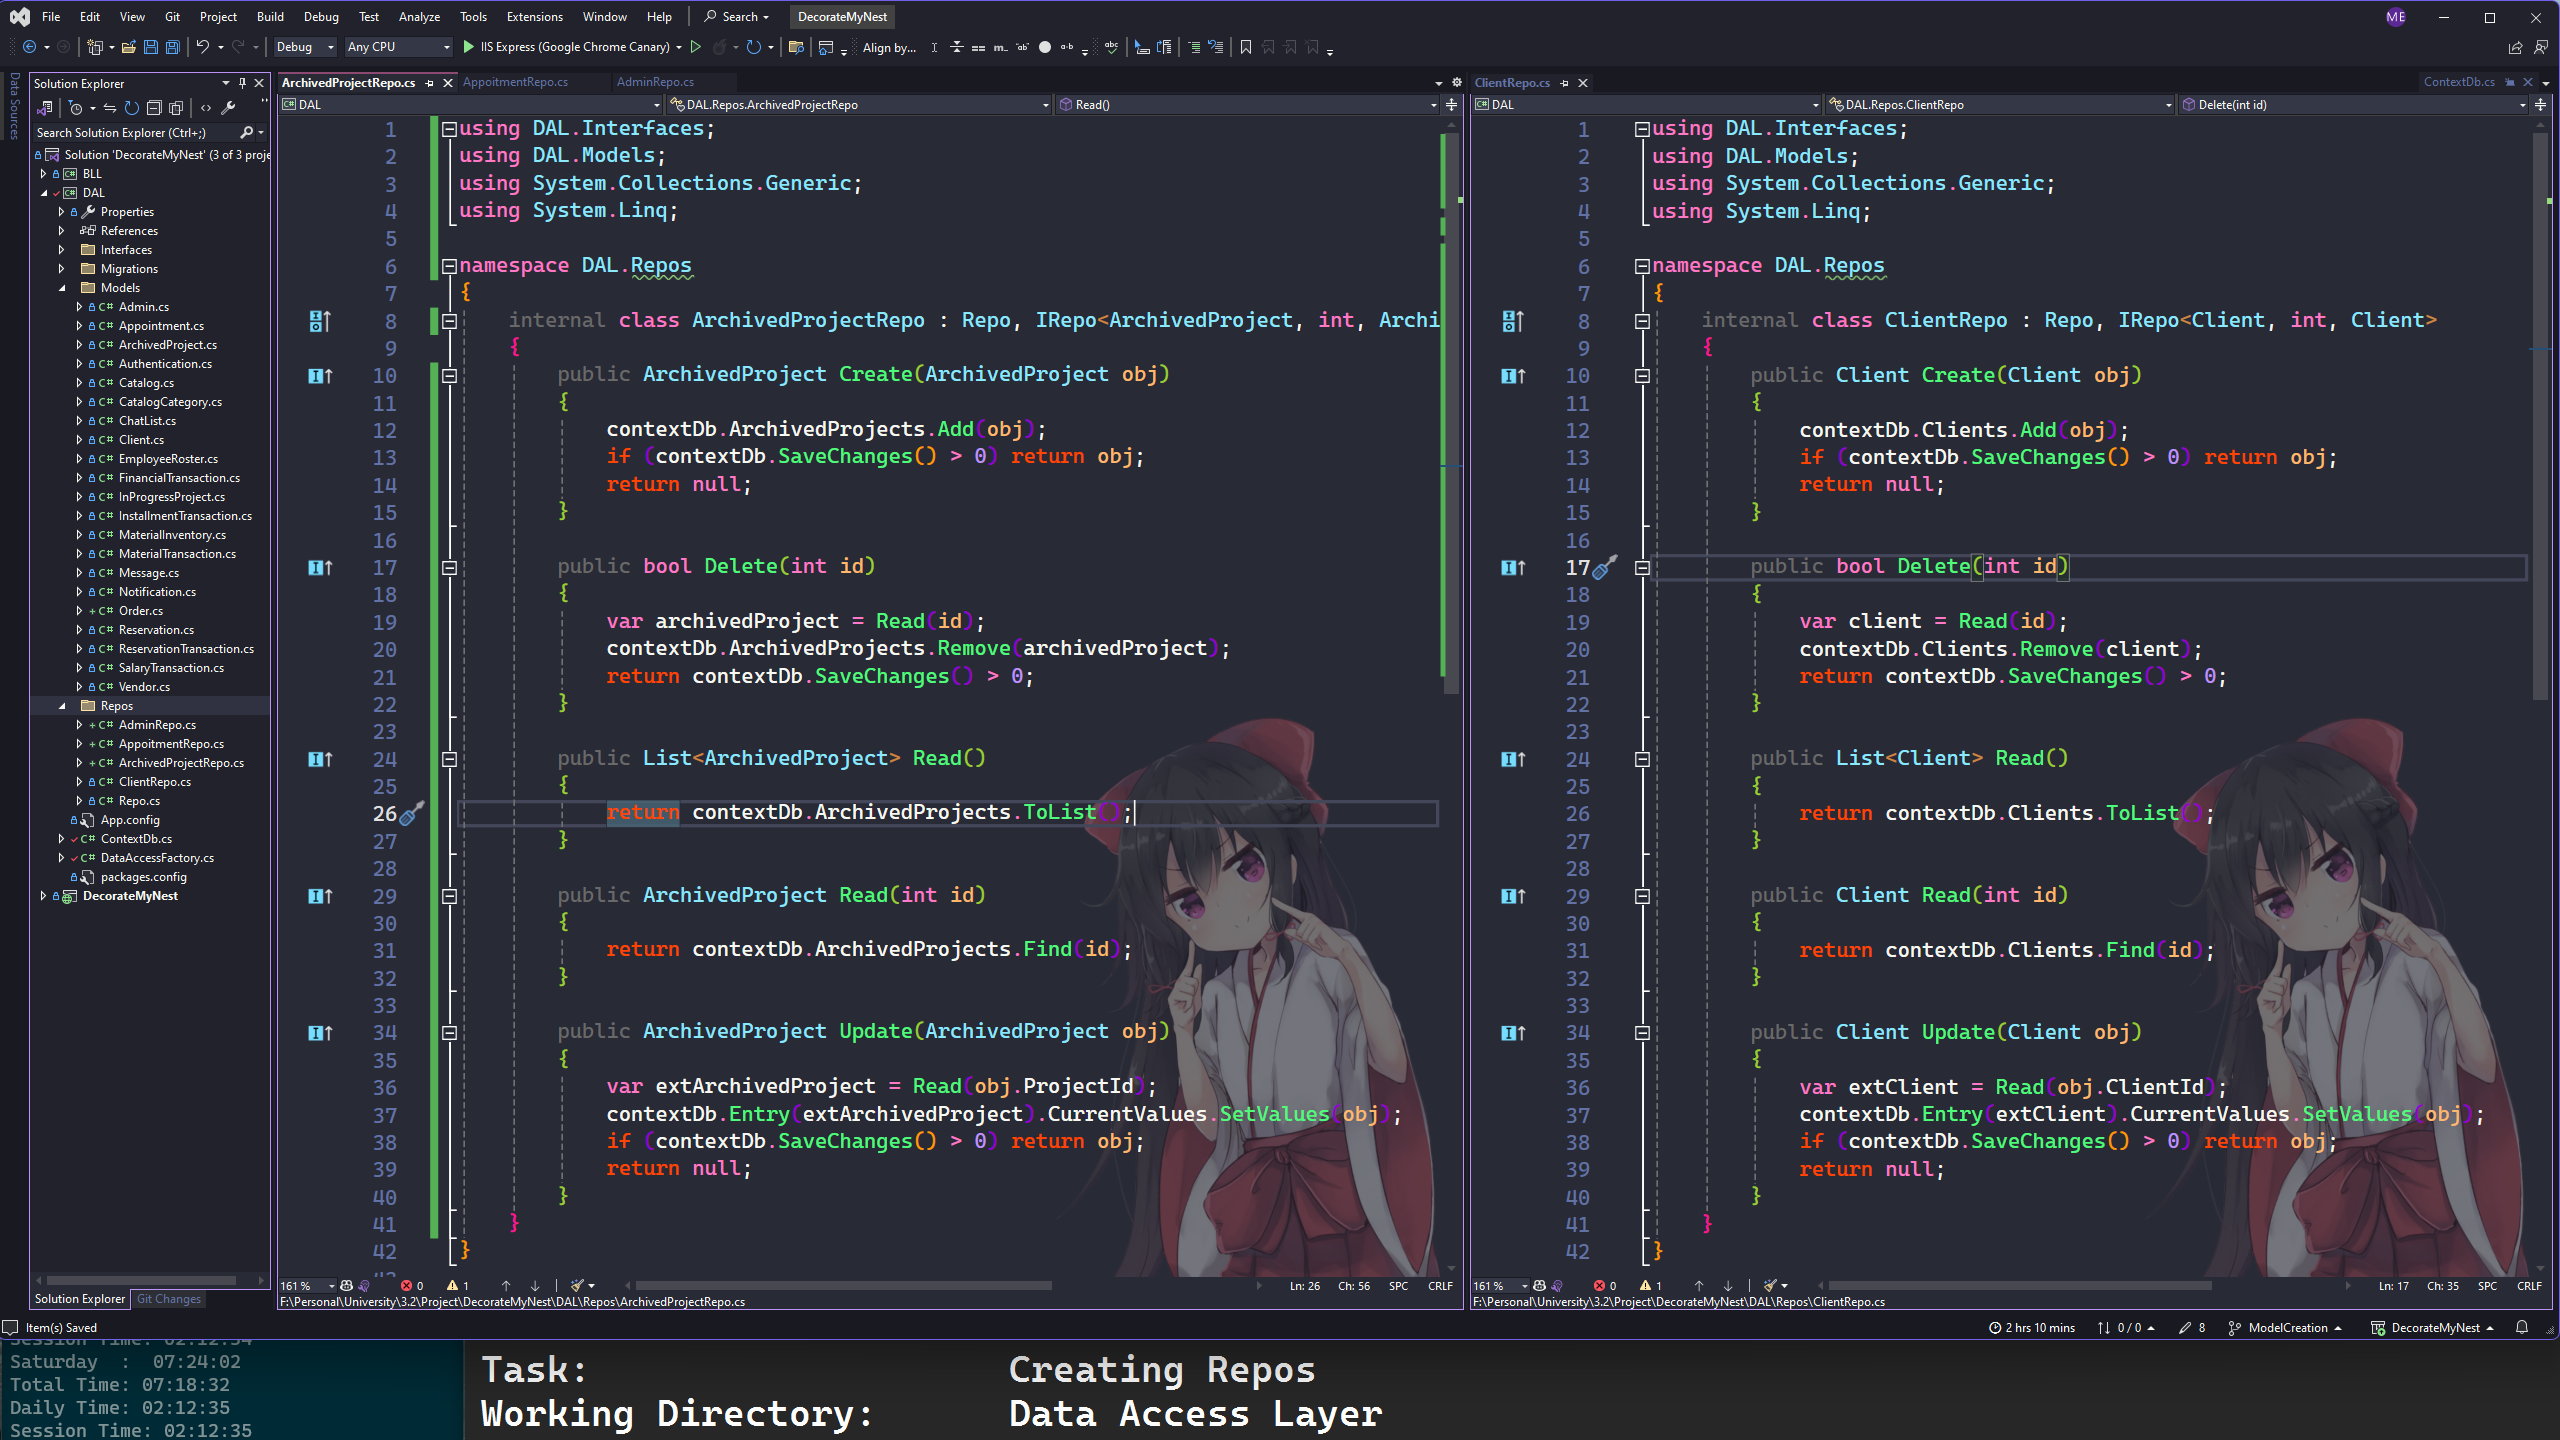 File Edit View Git Project Build Debug Test Analyze Tools Extensions Window Help Search DecorateMyNest ME
Debug Any CPU IIS Express (Google Chrome Canary) Align by...
Data Sources
Solution Explorer
Search Solution Explorer (Ctrl+;)
Solution 'DecorateMyNest' (3 of 3 proje
BLL
DAL
Properties
References
Interfaces
Migrations
Models
C# Admin.cs
C# Appointment.cs
C# ArchivedProject.cs
C# Authentication.cs
C# Catalog.cs
C# CatalogCategory.cs
C# ChatList.cs
C# Client.cs
C# EmployeeRoster.cs
C# FinancialTransaction.cs
C# InProgressProject.cs
C# InstallmentTransaction.cs
C# MaterialInventory.cs
C# MaterialTransaction.cs
C# Message.cs
C# Notification.cs
+ C# Order.cs
C# Reservation.cs
C# ReservationTransaction.cs
C# SalaryTransaction.cs
C# Vendor.cs
Repos
+ C# AdminRepo.cs
+ C# AppoitmentRepo.cs
+ C# ArchivedProjectRepo.cs
C# ClientRepo.cs
C# Repo.cs
App.config
C# ContextDb.cs
C# DataAccessFactory.cs
packages.config
DecorateMyNest
Solution Explorer Git Changes
ArchivedProjectRepo.cs AppoitmentRepo.cs AdminRepo.cs
DAL DAL.Repos.ArchivedProjectRepo Read()
1 using DAL.Interfaces;
2 using DAL.Models;
3 using System.Collections.Generic;
4 using System.Linq;
5
6 namespace DAL.Repos
7 {
8 internal class ArchivedProjectRepo : Repo, IRepo<ArchivedProject, int, Archi
9 {
10 public ArchivedProject Create(ArchivedProject obj)
11 {
12 contextDb.ArchivedProjects.Add(obj);
13 if (contextDb.SaveChanges() > 0) return obj;
14 return null;
15 }
16
17 public bool Delete(int id)
18 {
19 var archivedProject = Read(id);
20 contextDb.ArchivedProjects.Remove(archivedProject);
21 return contextDb.SaveChanges() > 0;
22 }
23
24 public List<ArchivedProject> Read()
25 {
26 return contextDb.ArchivedProjects.ToList();
27 }
28
29 public ArchivedProject Read(int id)
30 {
31 return contextDb.ArchivedProjects.Find(id);
32 }
33
34 public ArchivedProject Update(ArchivedProject obj)
35 {
36 var extArchivedProject = Read(obj.ProjectId);
37 contextDb.Entry(extArchivedProject).CurrentValues.SetValues(obj);
38 if (contextDb.SaveChanges() > 0) return obj;
39 return null;
40 }
41 }
42 }
161 % 0 1 Ln: 26 Ch: 56 SPC CRLF
F:\Personal\University\3.2\Project\DecorateMyNest\DAL\Repos\ArchivedProjectRepo.cs
ClientRepo.cs ContextDb.cs
DAL DAL.Repos.ClientRepo Delete(int id)
1 using DAL.Interfaces;
2 using DAL.Models;
3 using System.Collections.Generic;
4 using System.Linq;
5
6 namespace DAL.Repos
7 {
8 internal class ClientRepo : Repo, IRepo<Client, int, Client>
9 {
10 public Client Create(Client obj)
11 {
12 contextDb.Clients.Add(obj);
13 if (contextDb.SaveChanges() > 0) return obj;
14 return null;
15 }
16
17 public bool Delete(int id)
18 {
19 var client = Read(id);
20 contextDb.Clients.Remove(client);
21 return contextDb.SaveChanges() > 0;
22 }
23
24 public List<Client> Read()
25 {
26 return contextDb.Clients.ToList();
27 }
28
29 public Client Read(int id)
30 {
31 return contextDb.Clients.Find(id);
32 }
33
34 public Client Update(Client obj)
35 {
36 var extClient = Read(obj.ClientId);
37 contextDb.Entry(extClient).CurrentValues.SetValues(obj);
38 if (contextDb.SaveChanges() > 0) return obj;
39 return null;
40 }
41 }
42 }
161 % 0 1 Ln: 17 Ch: 35 SPC CRLF
F:\Personal\University\3.2\Project\DecorateMyNest\DAL\Repos\ClientRepo.cs
Item(s) Saved 2 hrs 10 mins 0 / 0 8 ModelCreation DecorateMyNest
Session Time: 02:12:34
Saturday : 07:24:02
Total Time: 07:18:32
Daily Time: 02:12:35
Session Time: 02:12:35
Task: Creating Repos
Working Directory: Data Access Layer